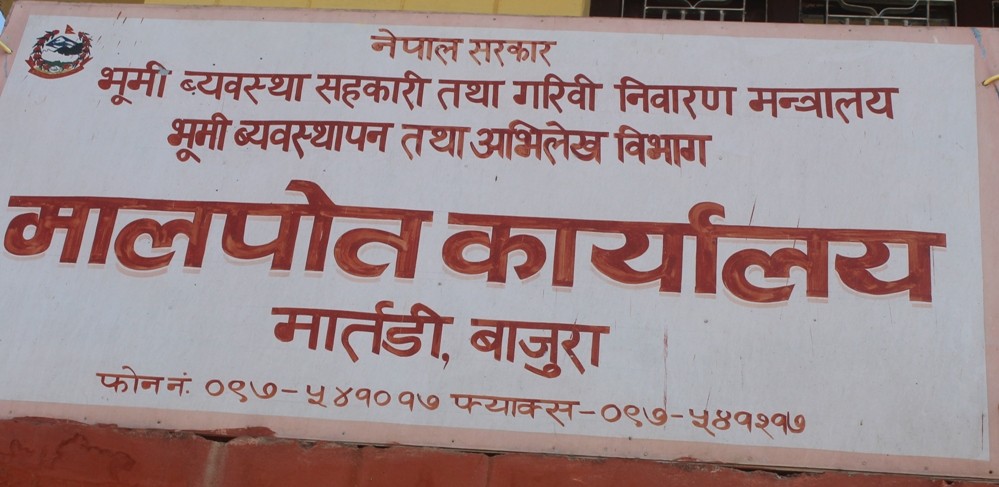 नेपाल सरकार
भूमी ब्यवस्था सहकारी तथा गरिवी निवारण मन्त्रालय
भूमी ब्यवस्थापन तथा अभिलेख विभाग
मालपोत कार्यालय
मार्तडी, बाजुरा
फोन नं. ०९७-५४१०१७ फ्याक्स-०९७-५४१२१७